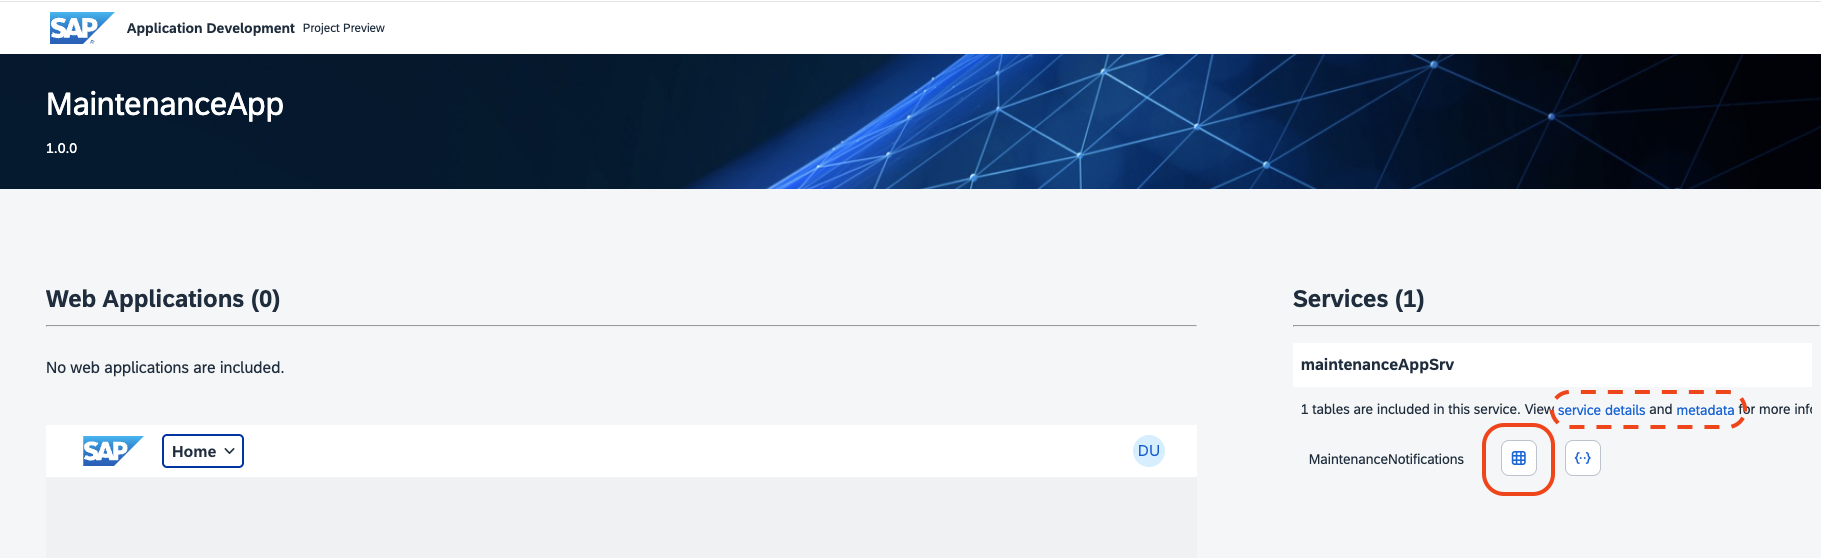 SAP Application Development Project Preview
MaintenanceApp
1.0.0
Web Applications (0)
No web applications are included.
SAP Home DU
Services (1)
maintenanceAppSrv
1 tables are included in this service. View service details and metadata for more info
MaintenanceNotifications